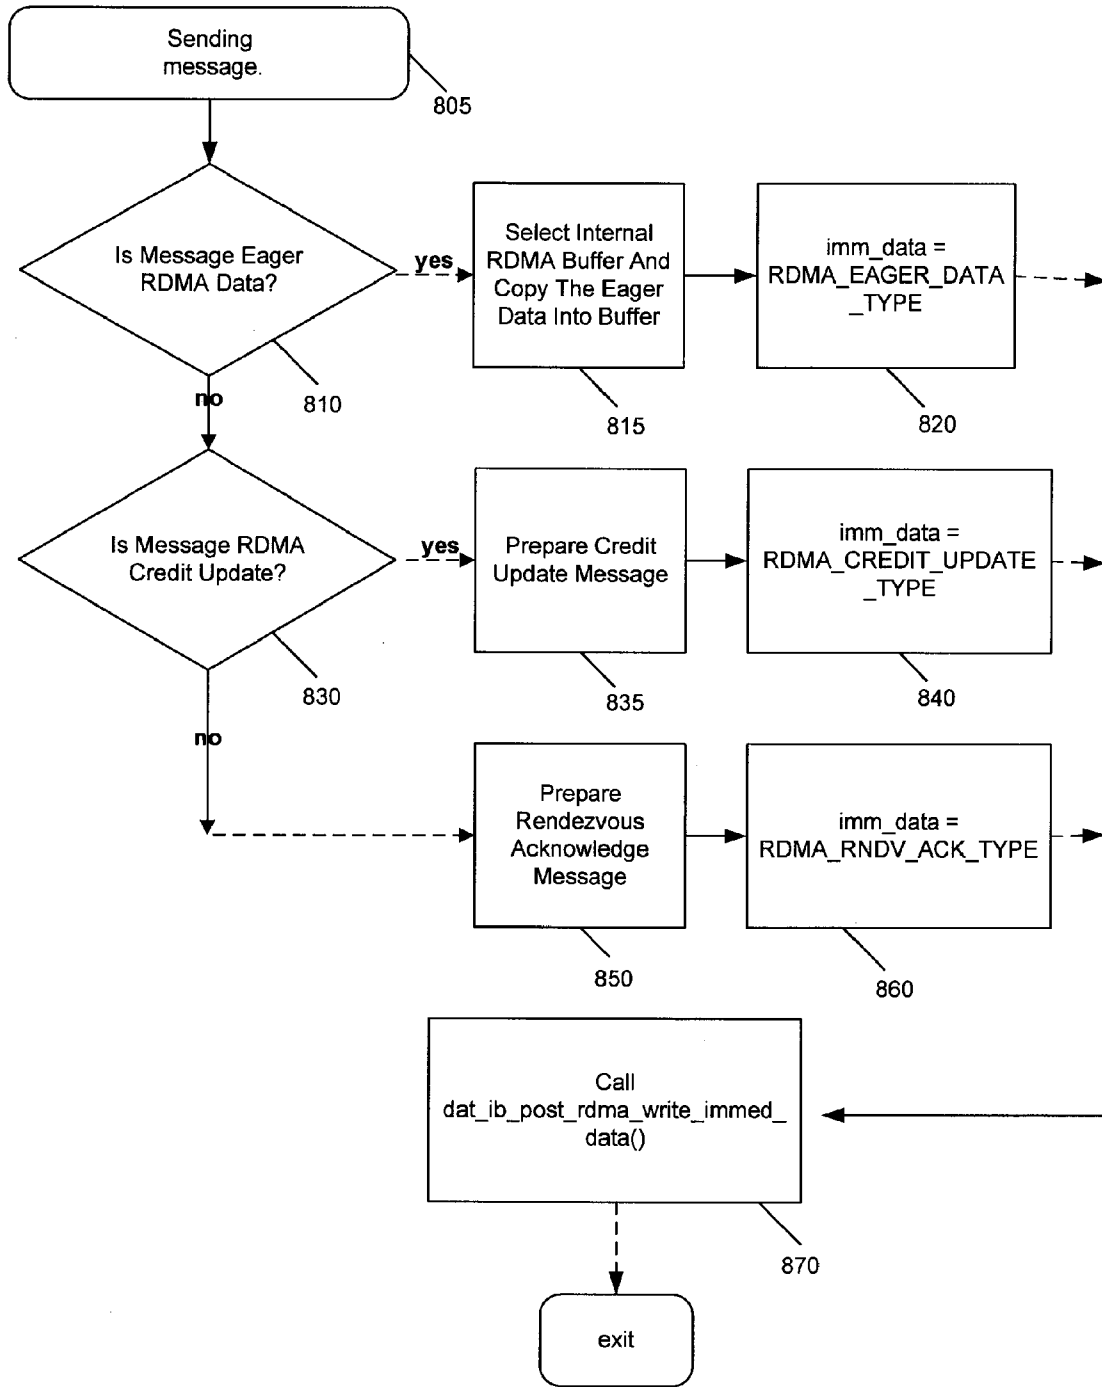 Sending
message.
805
Is Message Eager
RDMA Data?
810
yes
Select Internal
RDMA Buffer And
Copy The Eager
Data Into Buffer
815
imm_data =
RDMA_EAGER_DATA
_TYPE
820
no
Is Message RDMA
Credit Update?
830
yes
Prepare Credit
Update Message
835
imm_data =
RDMA_CREDIT_UPDATE
_TYPE
840
no
Prepare
Rendezvous
Acknowledge
Message
850
imm_data =
RDMA_RNDV_ACK_TYPE
860
Call
dat_ib_post_rdma_write_immed_
data()
870
exit